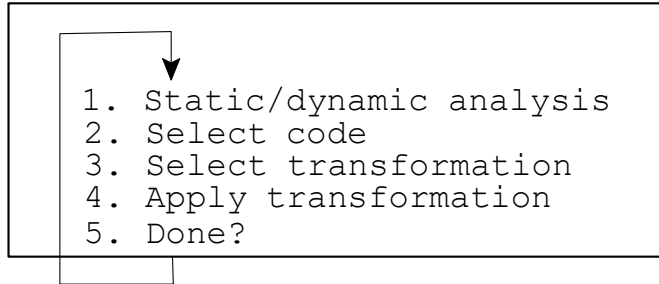 1. Static/dynamic analysis
2. Select code
3. Select transformation
4. Apply transformation
5. Done?